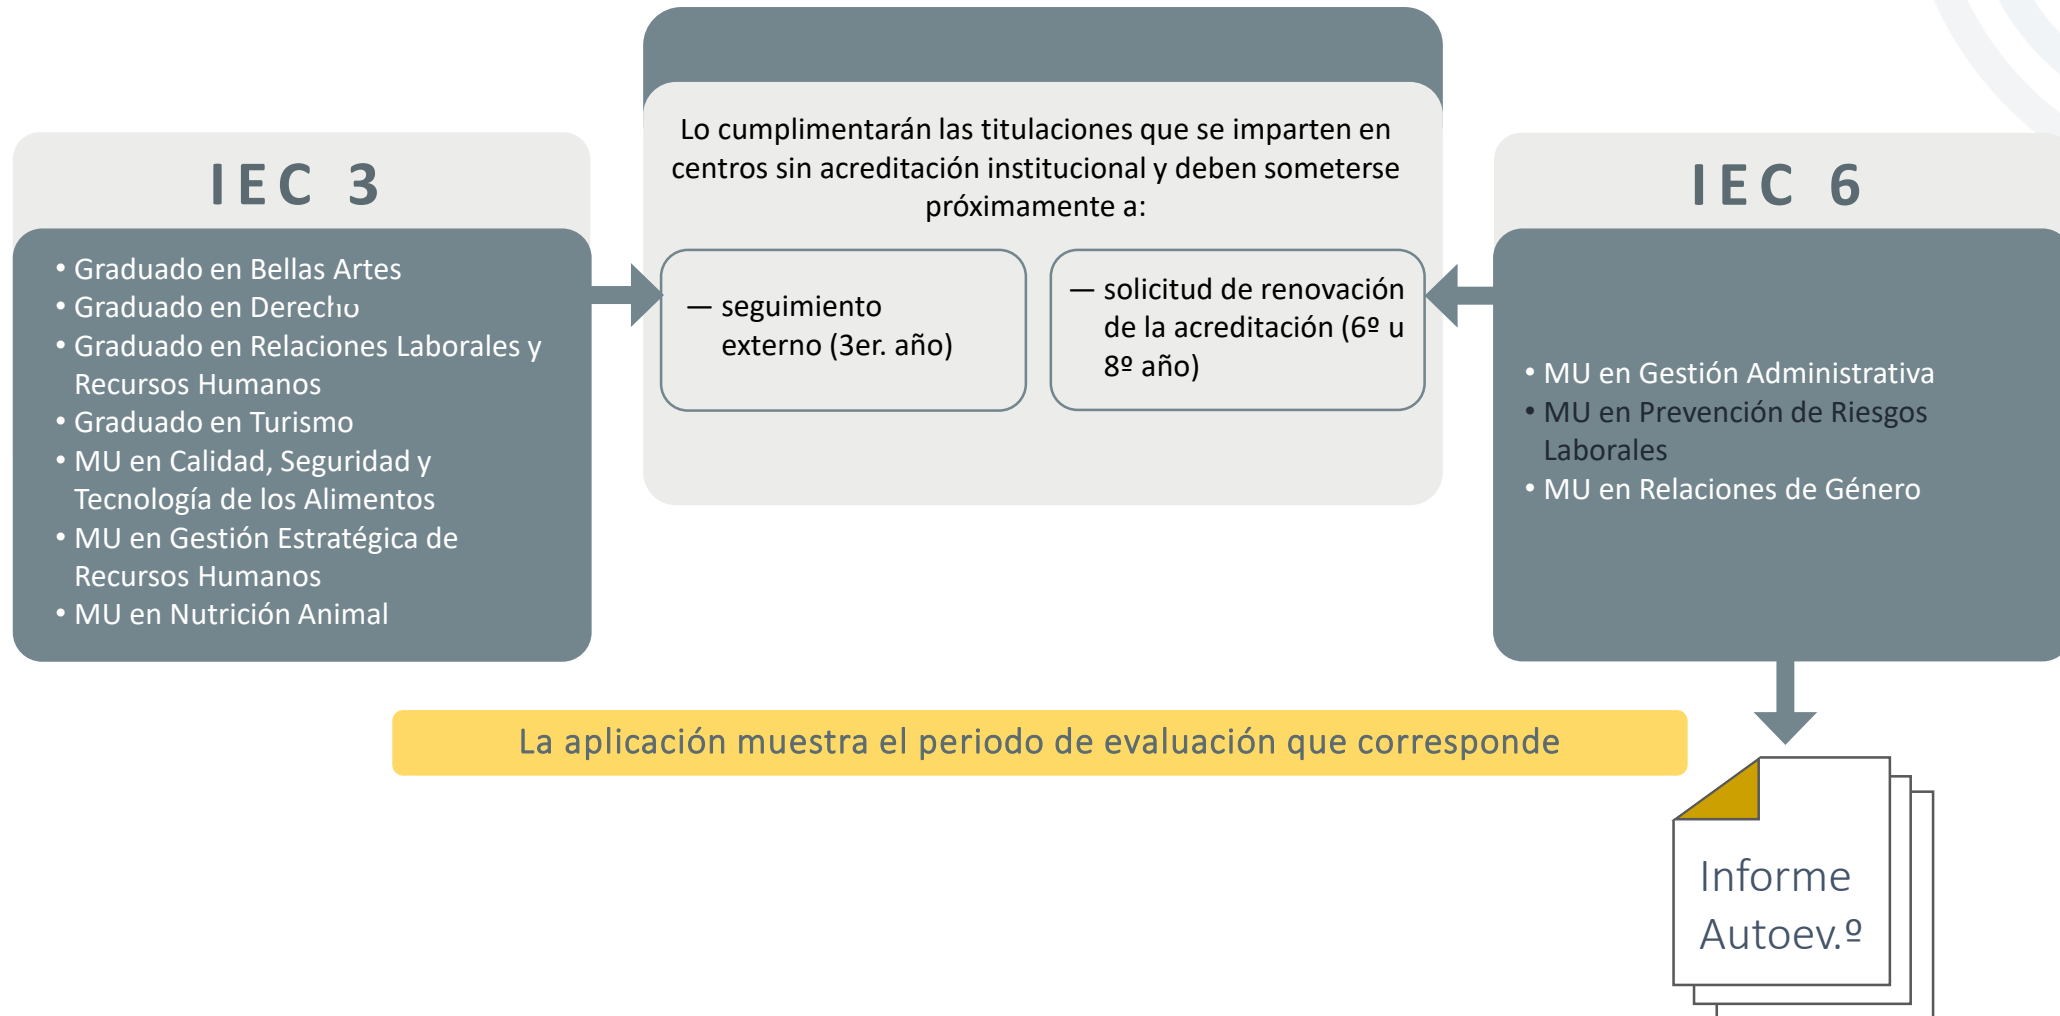 Lo cumplimentarán las titulaciones que se imparten en
centros sin acreditación institucional y deben someterse
próximamente a:
IEC 3
• Graduado en Bellas Artes
• Graduado en Derecho
• Graduado en Relaciones Laborales y
Recursos Humanos
• Graduado en Turismo
• MU en Calidad, Seguridad y
Tecnología de los Alimentos
• MU en Gestión Estratégica de
Recursos Humanos
• MU en Nutrición Animal
— seguimiento
externo (3er. año)
— solicitud de renovación
de la acreditación (6º u
8º año)
IEC 6
• MU en Gestión Administrativa
• MU en Prevención de Riesgos
Laborales
• MU en Relaciones de Género
La aplicación muestra el periodo de evaluación que corresponde
Informe
Autoev.º